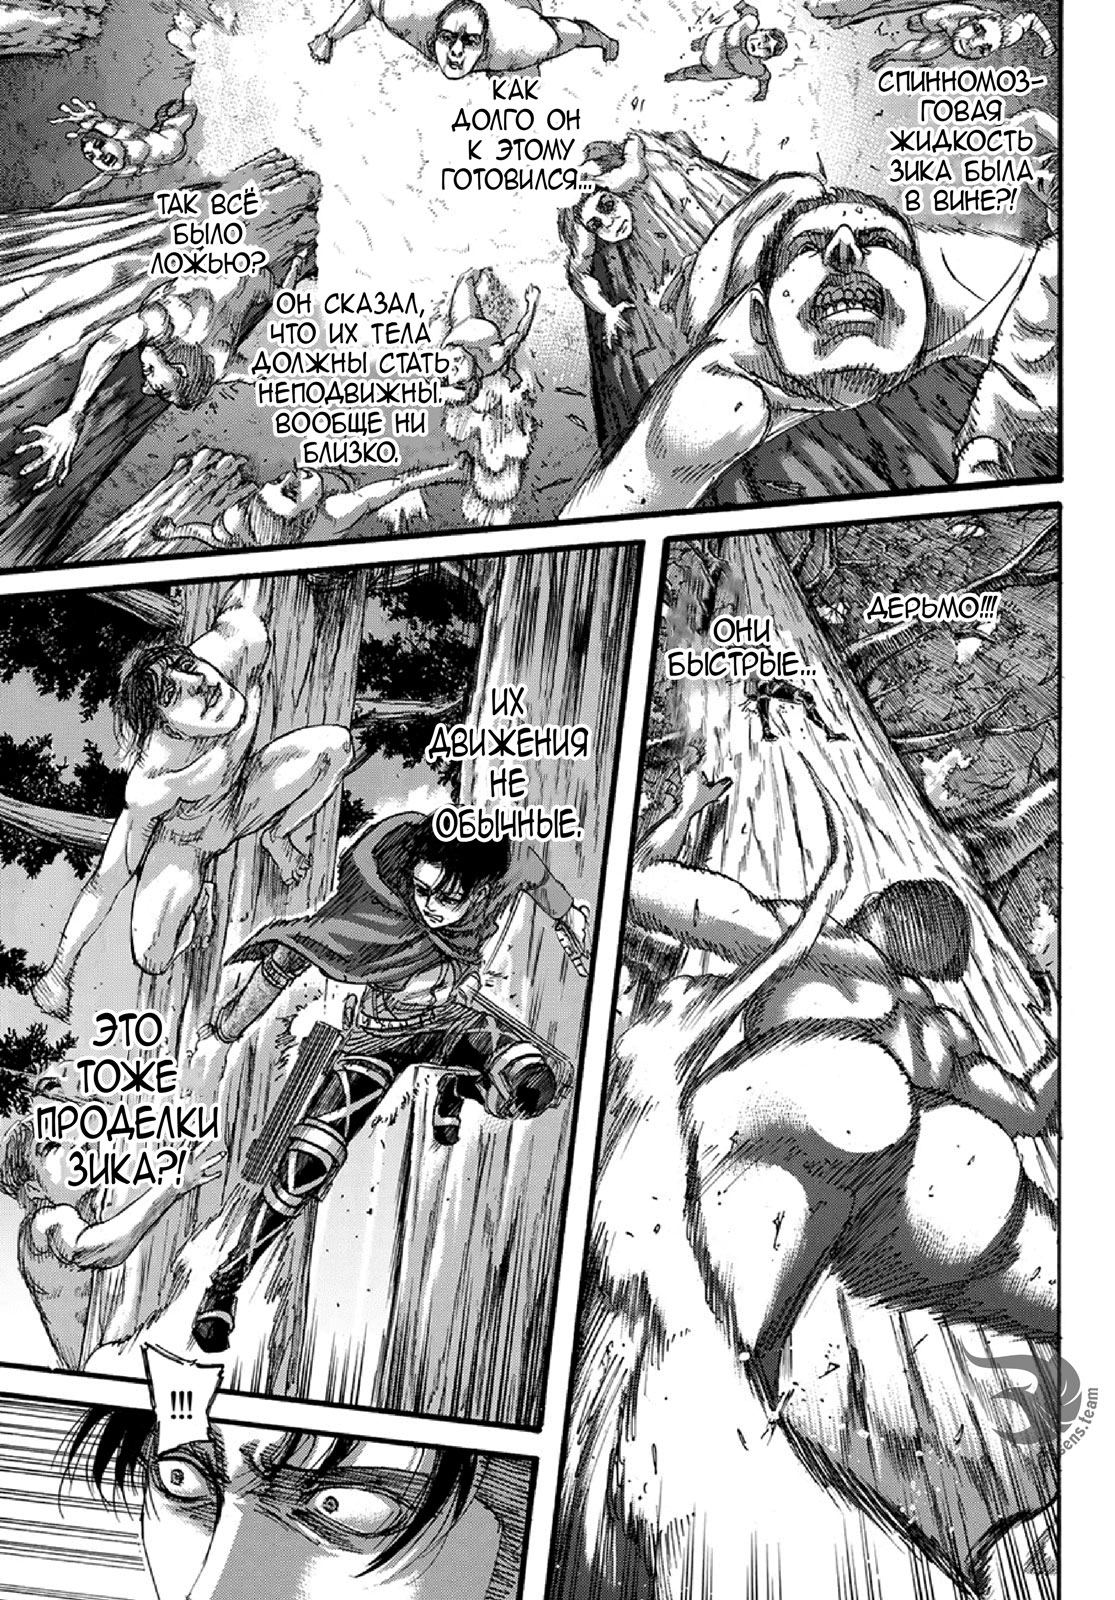 СПИННОМОЗ-
ГОВАЯ
ЖИДКОСТЬ
ЗИКА БЫЛА
В ВИНЕ?!
КАК
ДОЛГО ОН
К ЭТОМУ
ГОТОВИЛСЯ...
ТАК ВСЁ
БЫЛО
ЛОЖЬЮ?
ОН СКАЗАЛ,
ЧТО ИХ ТЕЛА
ДОЛЖНЫ СТАТЬ
НЕПОДВИЖНЫ.
ВООБЩЕ НИ
БЛИЗКО.
ДЕРЬМО!!!
ОНИ
БЫСТРЫЕ...
ИХ
ДВИЖЕНИЯ
НЕ
ОБЫЧНЫЕ.
ЭТО
ТОЖЕ
ПРОДЕЛКИ
ЗИКА?!
!!!